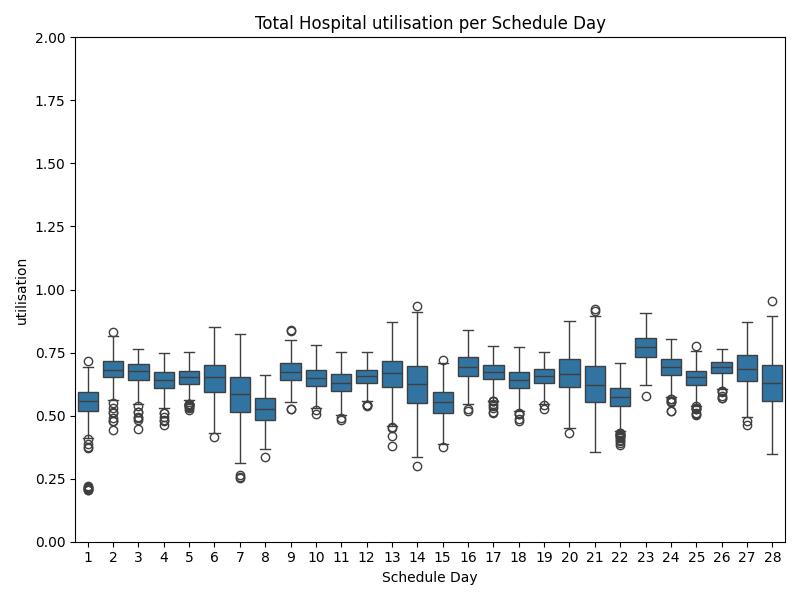 Total Hospital utilisation per Schedule Day
utilisation
2.00
1.75
1.50
1.25
1.00
0.75
0.50
0.25
0.00
1 2 3 4 5 6 7 8 9 10 11 12 13 14 15 16 17 18 19 20 21 22 23 24 25 26 27 28
Schedule Day